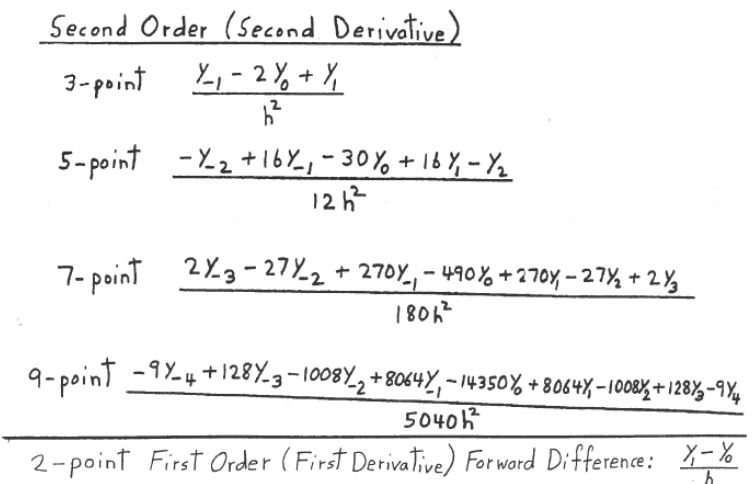 Second Order (Second Derivative)
3-point (y₋₁ - 2y₀ + y₁) / h²
5-point (-y₋₂ + 16y₋₁ - 30y₀ + 16y₁ - y₂) / 12h²
7-point (2y₋₃ - 27y₋₂ + 270y₋₁ - 490y₀ + 270y₁ - 27y₂ + 2y₃) / 180h²
9-point (-9y₋₄ + 128y₋₃ - 1008y₋₂ + 8064y₋₁ - 14350y₀ + 8064y₁ - 1008y₂ + 128y₃ - 9y₄) / 5040h²
2-point First Order (First Derivative) Forward Difference: (y₁ - y₀) / h